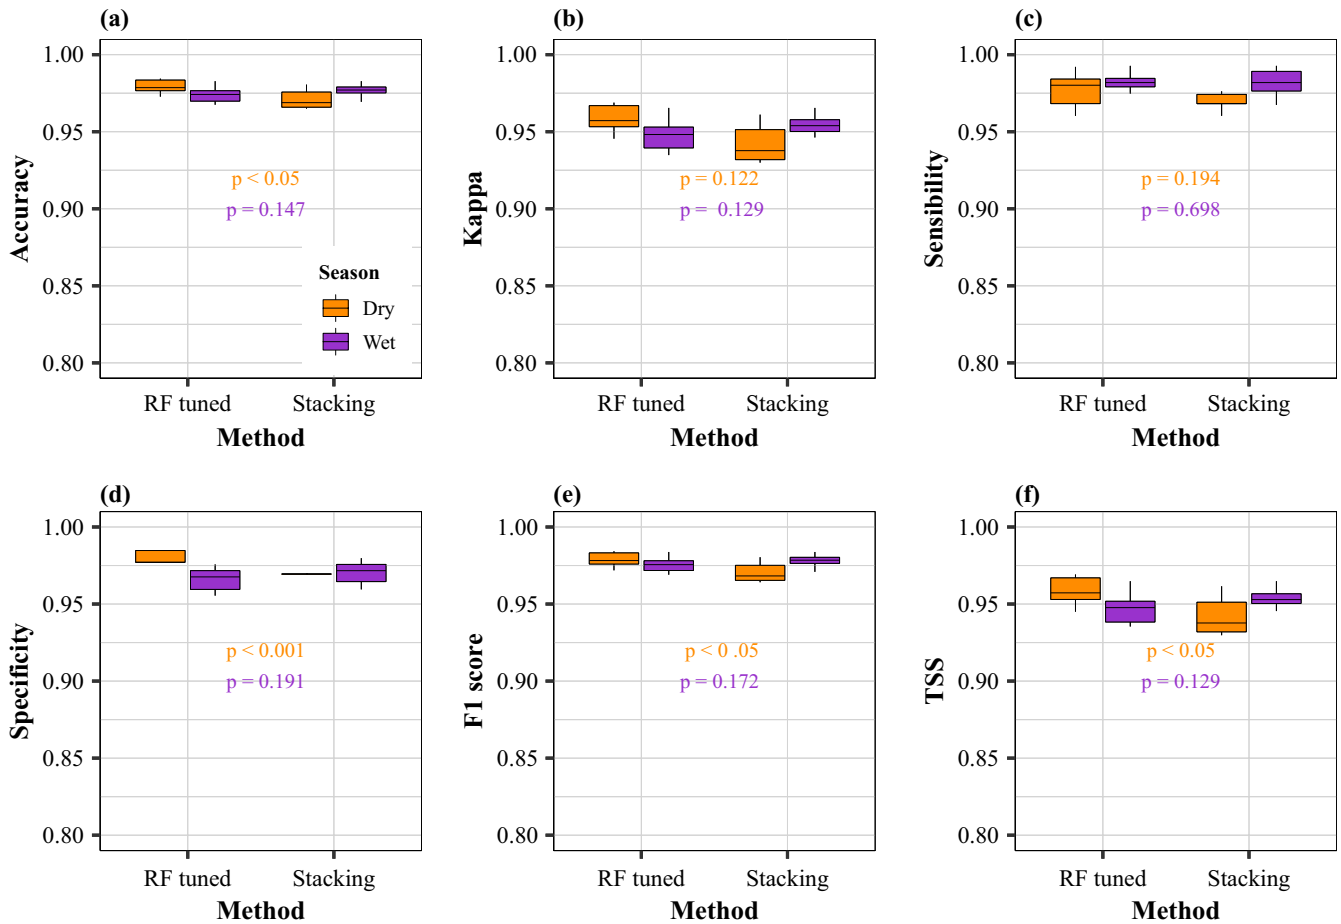 (a)
1.00
0.95
0.90
0.85
0.80
Accuracy
p < 0.05
p = 0.147
Season
Dry
Wet
RF tuned
Stacking
Method
(b)
1.00
0.95
0.90
0.85
0.80
Kappa
p = 0.122
p = 0.129
RF tuned
Stacking
Method
(c)
1.00
0.95
0.90
0.85
0.80
Sensibility
p = 0.194
p = 0.698
RF tuned
Stacking
Method
(d)
1.00
0.95
0.90
0.85
0.80
Specificity
p < 0.001
p = 0.191
RF tuned
Stacking
Method
(e)
1.00
0.95
0.90
0.85
0.80
F1 score
p < 0 .05
p = 0.172
RF tuned
Stacking
Method
(f)
1.00
0.95
0.90
0.85
0.80
TSS
p < 0.05
p = 0.129
RF tuned
Stacking
Method